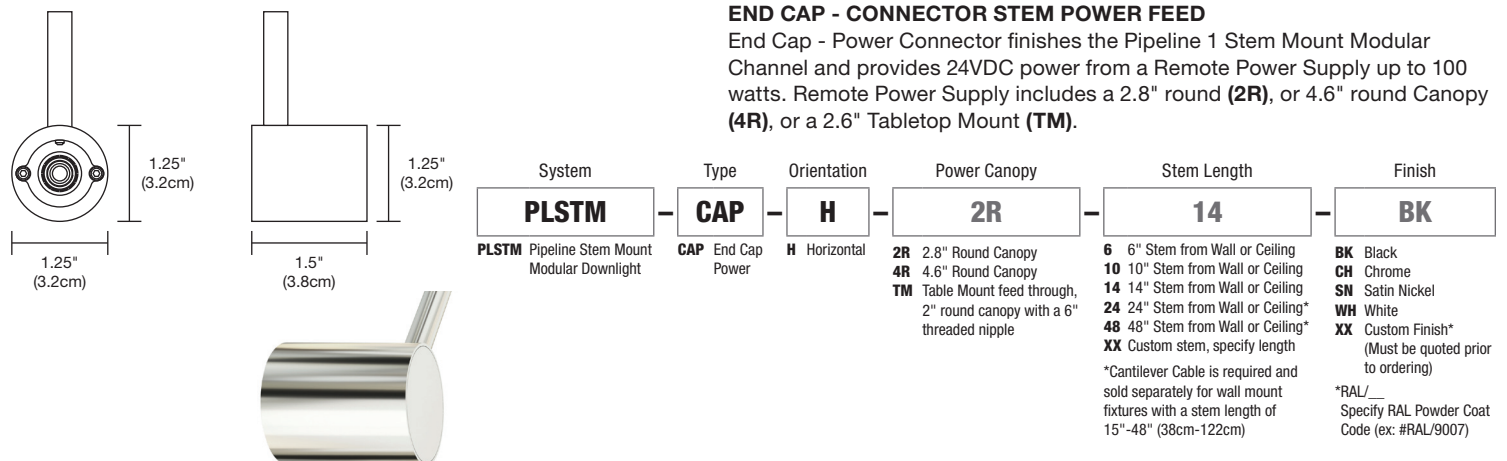 END CAP - CONNECTOR STEM POWER FEED
End Cap - Power Connector finishes the Pipeline 1 Stem Mount Modular
Channel and provides 24VDC power from a Remote Power Supply up to 100
watts. Remote Power Supply includes a 2.8" round (2R), or 4.6" round Canopy
(4R), or a 2.6" Tabletop Mount (TM).
1.25"
(3.2cm)
1.25"
(3.2cm)
1.25"
(3.2cm)
1.5"
(3.8cm)
System
PLSTM
PLSTM Pipeline Stem Mount
Modular Downlight
–
Type
CAP
CAP End Cap
Power
–
Orientation
H
H Horizontal
–
Power Canopy
2R
2R 2.8" Round Canopy
4R 4.6" Round Canopy
TM Table Mount feed through,
2" round canopy with a 6"
threaded nipple
–
Stem Length
14
6 6" Stem from Wall or Ceiling
10 10" Stem from Wall or Ceiling
14 14" Stem from Wall or Ceiling
24 24" Stem from Wall or Ceiling*
48 48" Stem from Wall or Ceiling*
XX Custom stem, specify length
*Cantilever Cable is required and
sold separately for wall mount
fixtures with a stem length of
15"-48" (38cm-122cm)
–
Finish
BK
BK Black
CH Chrome
SN Satin Nickel
WH White
XX Custom Finish*
(Must be quoted prior
to ordering)
*RAL/__
Specify RAL Powder Coat
Code (ex: #RAL/9007)